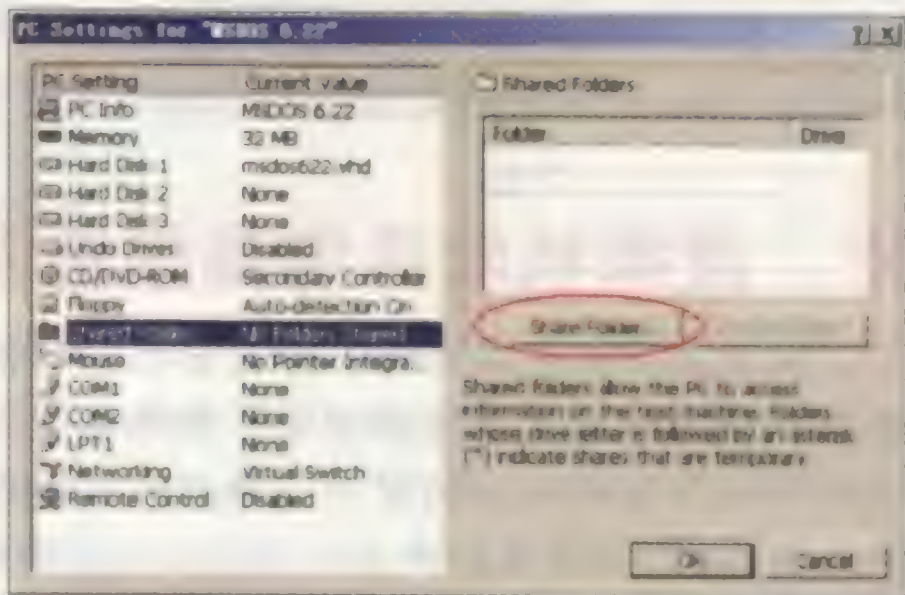 PC Settings for "MSDOS 6.22"
PC Setting Current Value
PC Info MSDOS 6.22
Memory 32 MB
Hard Disk 1 msdos622.vhd
Hard Disk 2 None
Hard Disk 3 None
Undo Drives Disabled
CD/DVD-ROM Secondary Controller
Floppy Auto-detection On
Shared Folders
Mouse No Pointer Integra...
COM1 None
COM2 None
LPT1 None
Networking Virtual Switch
Remote Control Disabled
Shared Folders
Folder Drive
Share Folder
Shared folders allow the PC to access
information on the host machine. Folders
whose drive letter is followed by an asterisk
(*) indicate shares that are temporary.
OK Cancel